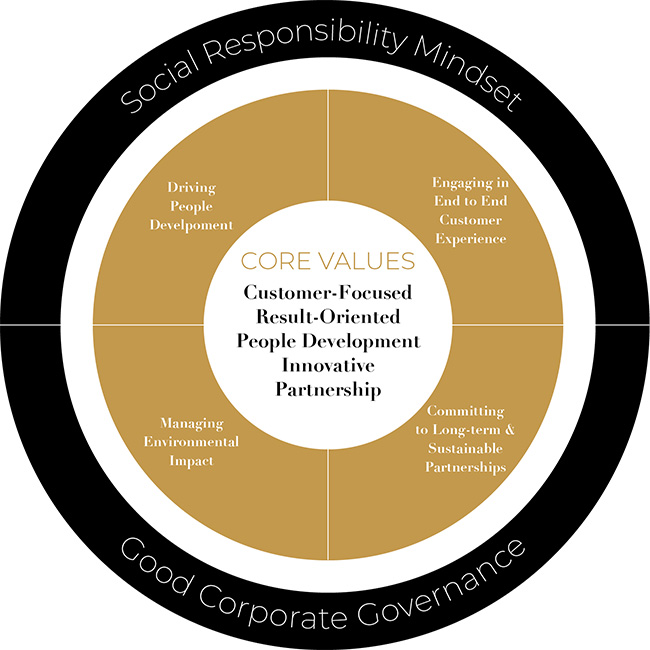 Social Responsibility Mindset
Driving
People
Develpoment
Engaging in
End to End
Customer
Experience
CORE VALUES
Customer-Focused
Result-Oriented
People Development
Innovative
Partnership
Managing
Environmental
Impact
Committing
to Long-term &
Sustainable
Partnerships
Good Corporate Governance